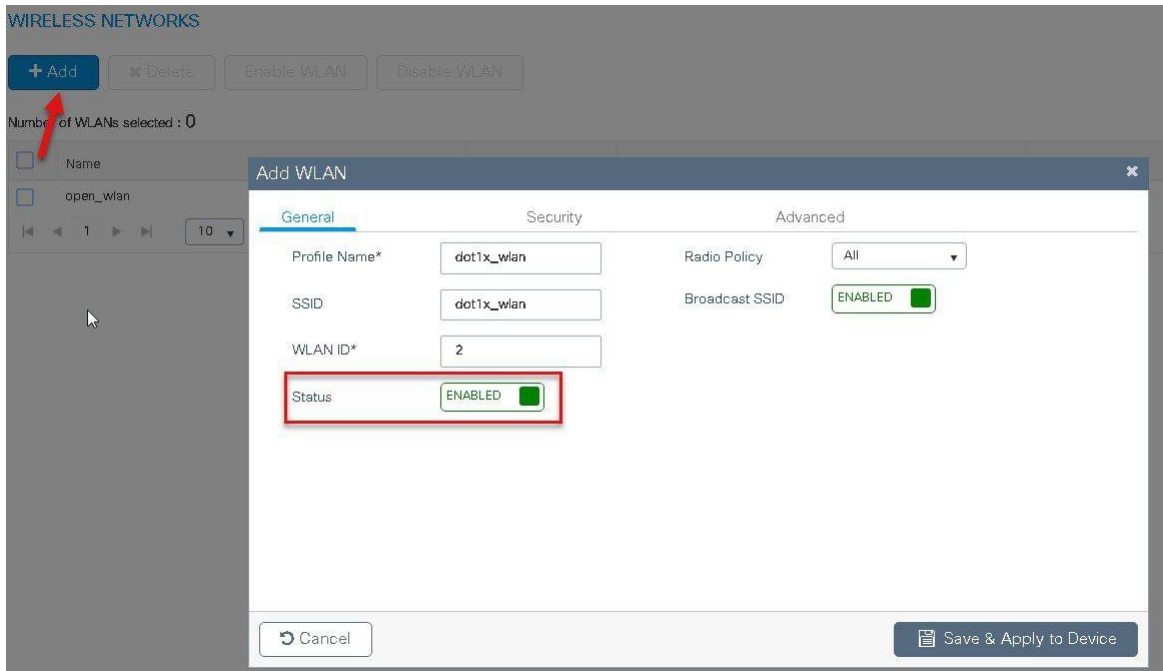 WIRELESS NETWORKS
+ Add ✖ Delete Enable WLAN Disable WLAN
Number of WLANs selected : 0
Name
open_wlan
1 10
Add WLAN
General Security Advanced
Profile Name* dot1x_wlan Radio Policy All
SSID dot1x_wlan Broadcast SSID ENABLED
WLAN ID* 2
Status ENABLED
Cancel Save & Apply to Device